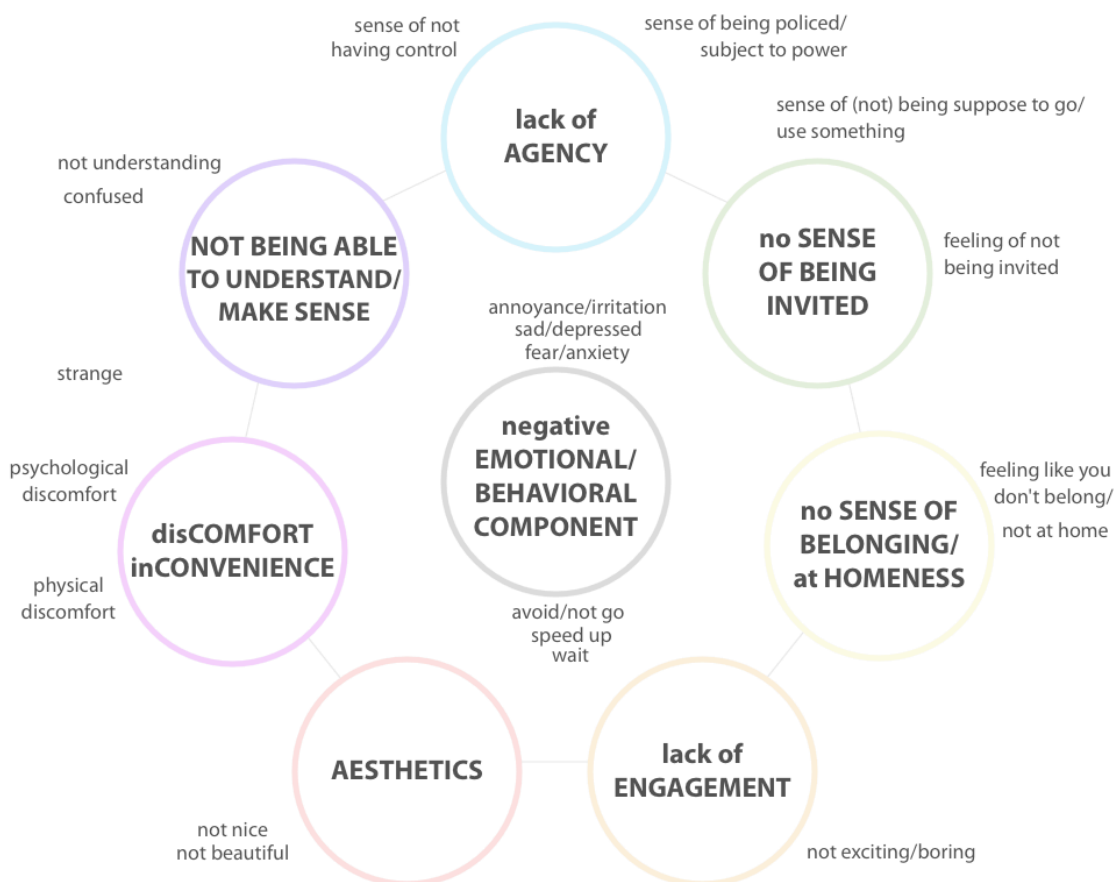 sense of not
having control
sense of being policed/
subject to power
lack of
AGENCY
sense of (not) being suppose to go/
use something
not understanding
confused
NOT BEING ABLE
TO UNDERSTAND/
MAKE SENSE
no SENSE
OF BEING
INVITED
feeling of not
being invited
annoyance/irritation
sad/depressed
fear/anxiety
strange
negative
EMOTIONAL/
BEHAVIORAL
COMPONENT
psychological
discomfort
disCOMFORT
inCONVENIENCE
physical
discomfort
no SENSE OF
BELONGING/
at HOMENESS
feeling like you
don't belong/
not at home
avoid/not go
speed up
wait
AESTHETICS
lack of
ENGAGEMENT
not nice
not beautiful
not exciting/boring